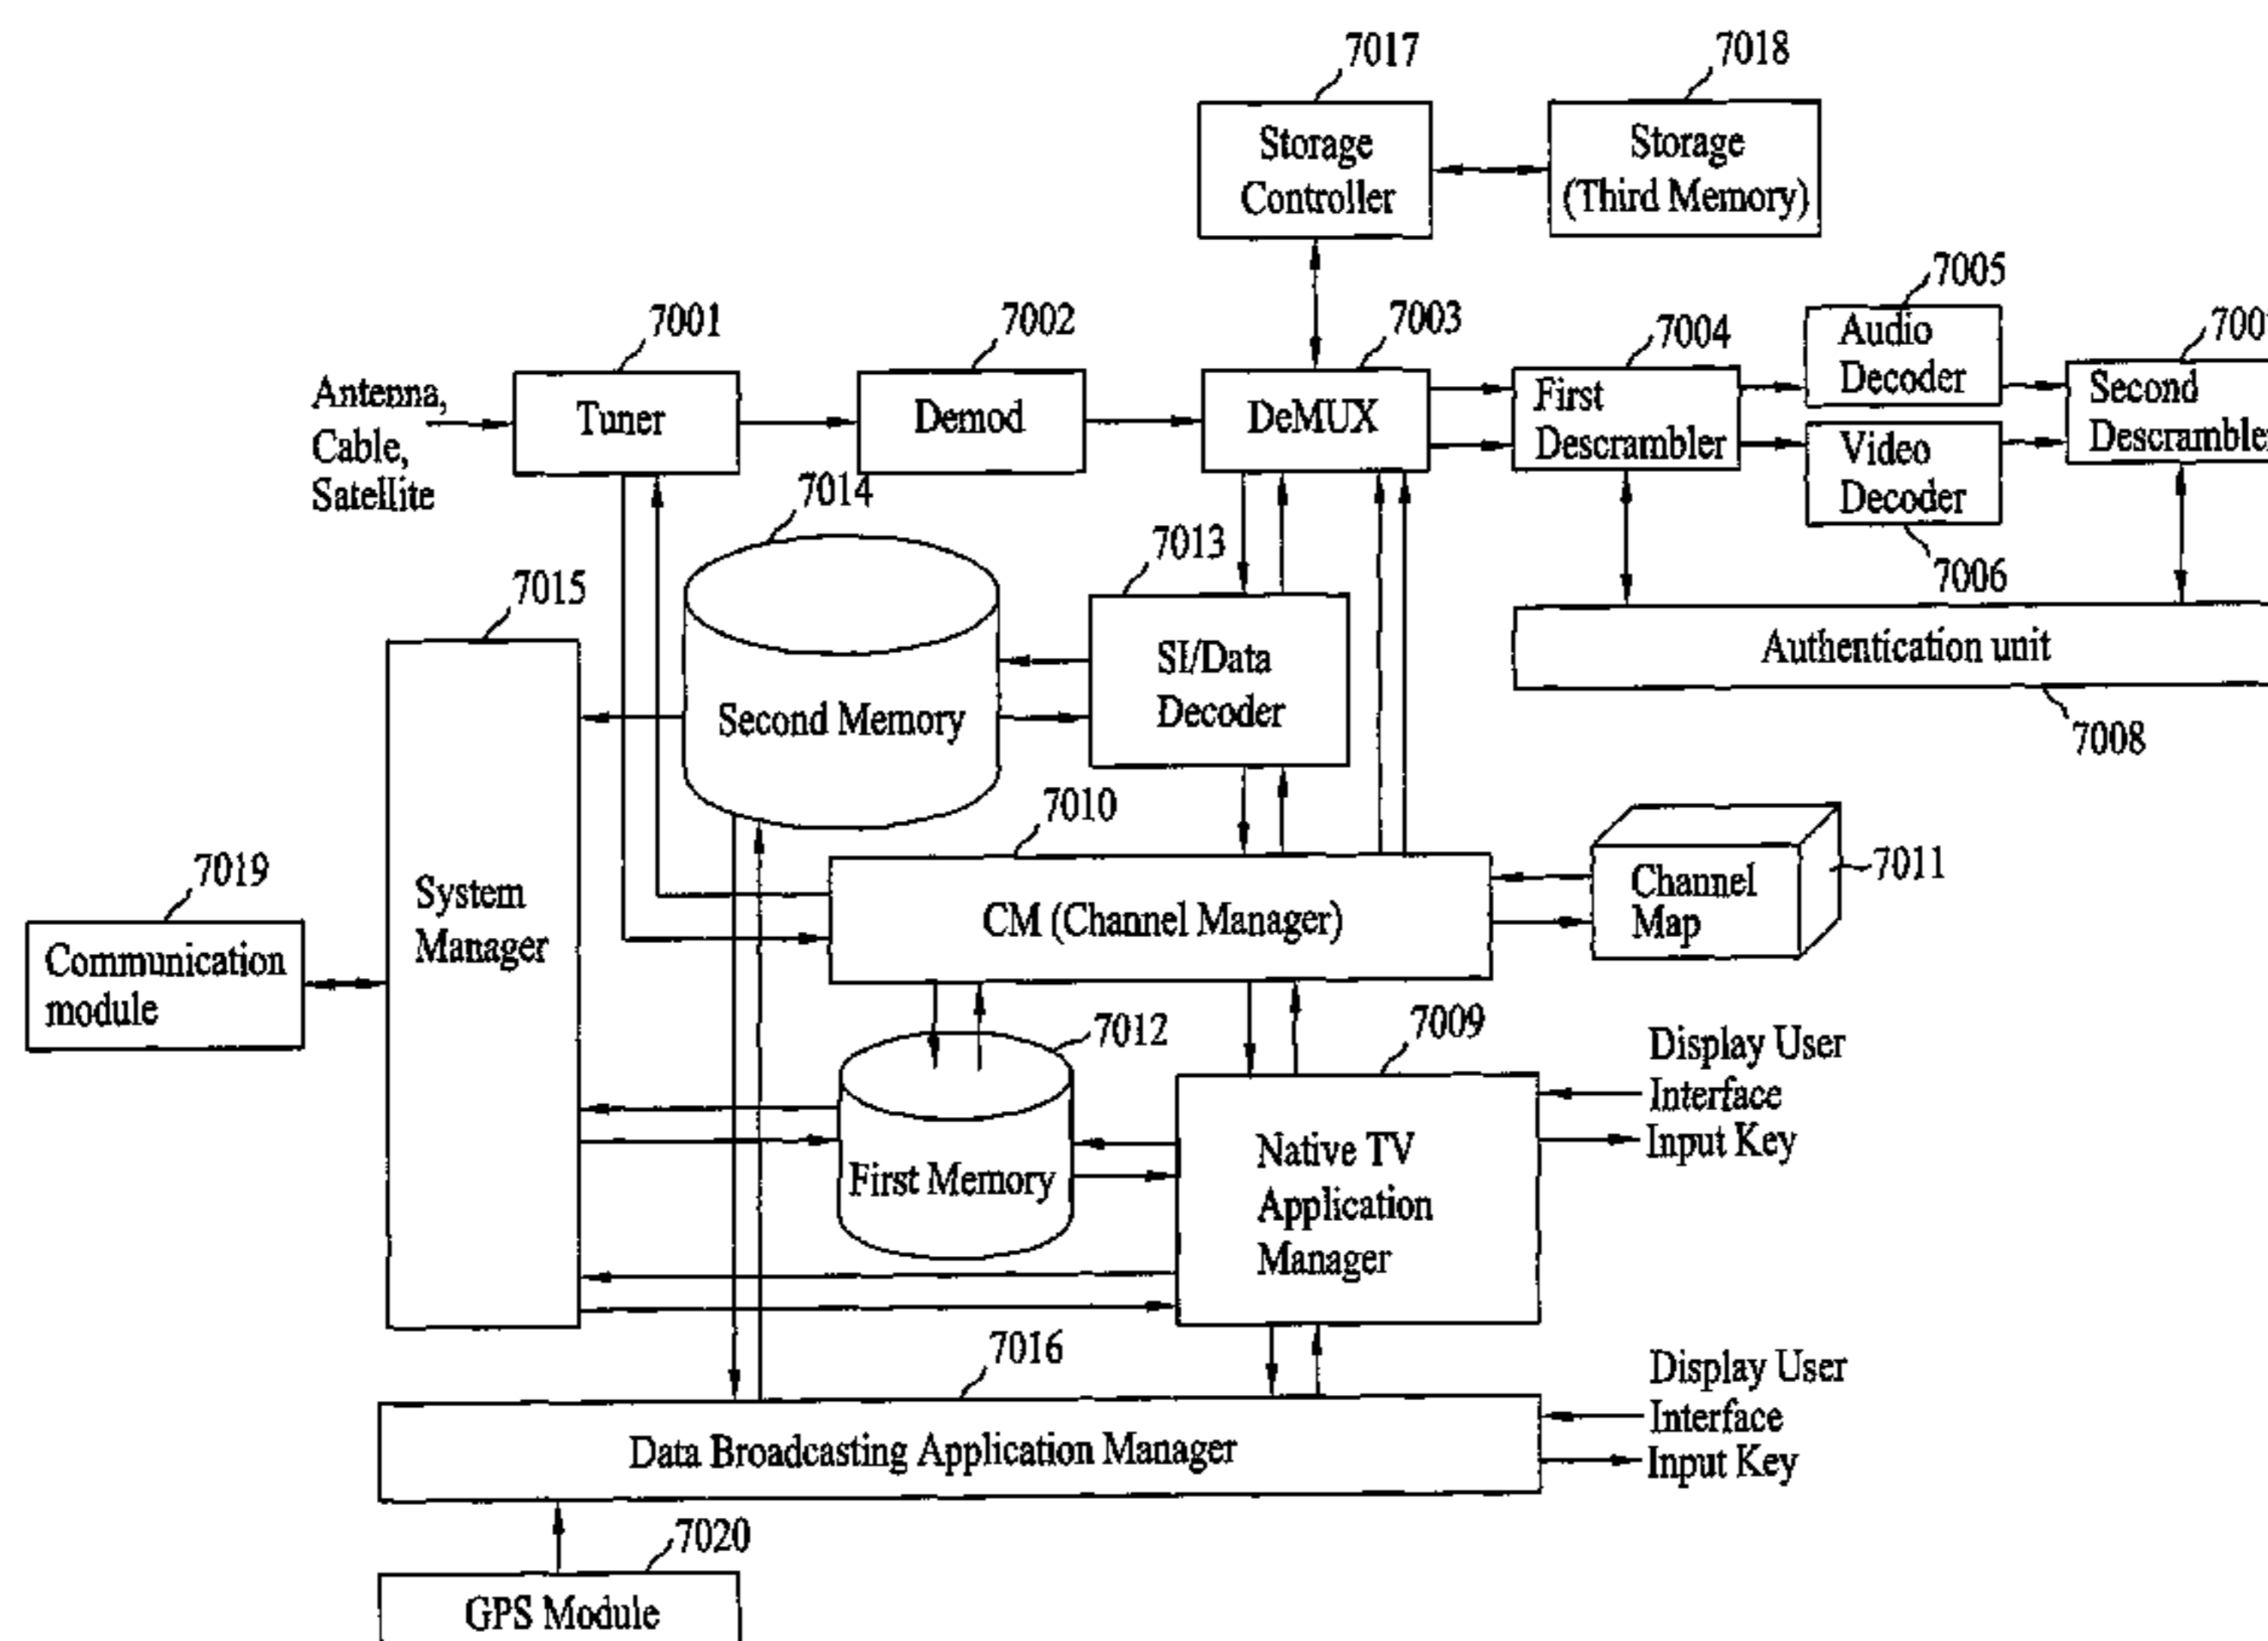 7017
7018
Storage
Controller
Storage
(Third Memory)
7005
7001
7002
7003
7004
Audio
Decoder
Antenna,
Cable,
Satellite
Tuner
Demod
DeMUX
First
Descrambler
Video
Decoder
Second
7014
7013
7006
7015
SI/Data
Decoder
Authentication unit
Second Memory
7008
7010
7019
System
Manager
CM (Channel Manager)
Channel
Map
7011
Communication
module
7012
7009
Display User
Interface
Input Key
Native TV
Application
Manager
First Memory
7016
Display User
Interface
Input Key
Data Broadcasting Application Manager
7020
GPS Module